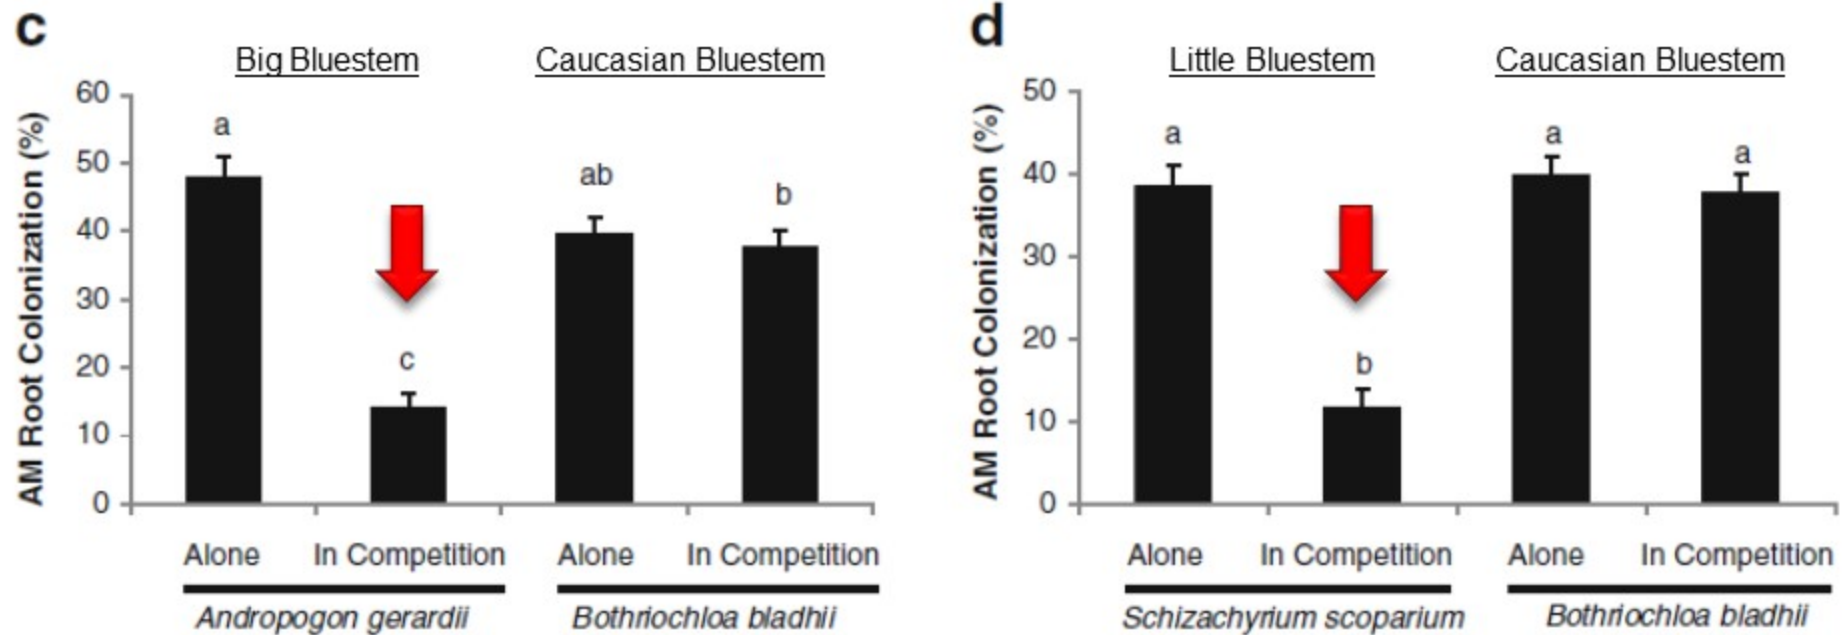 c
Big Bluestem
Caucasian Bluestem
AM Root Colonization (%)
60
50
40
30
20
10
0
a
c
ab
b
Alone
In Competition
Alone
In Competition
Andropogon gerardii
Bothriochloa bladhii
d
Little Bluestem
Caucasian Bluestem
AM Root Colonization (%)
50
40
30
20
10
0
a
b
a
a
Alone
In Competition
Alone
In Competition
Schizachyrium scoparium
Bothriochloa bladhii